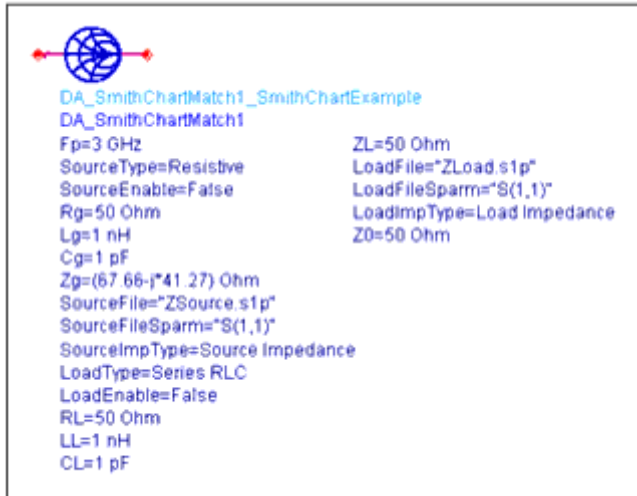 DA_SmithChartMatch1_SmithChartExample
DA_SmithChartMatch1
Fp=3 GHz
SourceType=Resistive
SourceEnable=False
Rg=50 Ohm
Lg=1 nH
Cg=1 pF
Zg=(67.66-j*41.27) Ohm
SourceFile="ZSource.s1p"
SourceFileSparm="S(1,1)"
SourceImpType=Source Impedance
LoadType=Series RLC
LoadEnable=False
RL=50 Ohm
LL=1 nH
CL=1 pF
ZL=50 Ohm
LoadFile="ZLoad.s1p"
LoadFileSparm="S(1,1)"
LoadImpType=Load Impedance
Z0=50 Ohm